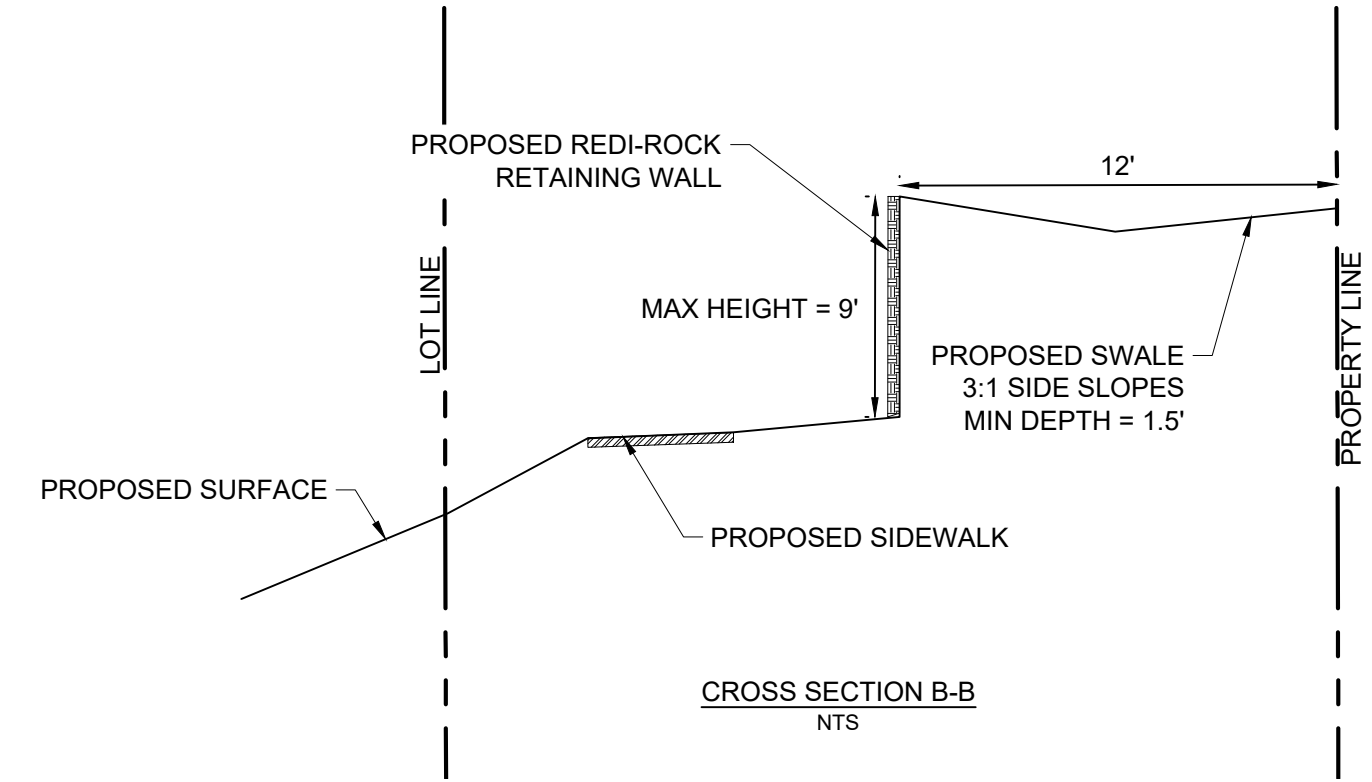 PROPOSED REDI-ROCK
RETAINING WALL
12'
LOT LINE
MAX HEIGHT = 9'
PROPOSED SWALE
3:1 SIDE SLOPES
MIN DEPTH = 1.5'
PROPERTY LINE
PROPOSED SURFACE
PROPOSED SIDEWALK
CROSS SECTION B-B
NTS